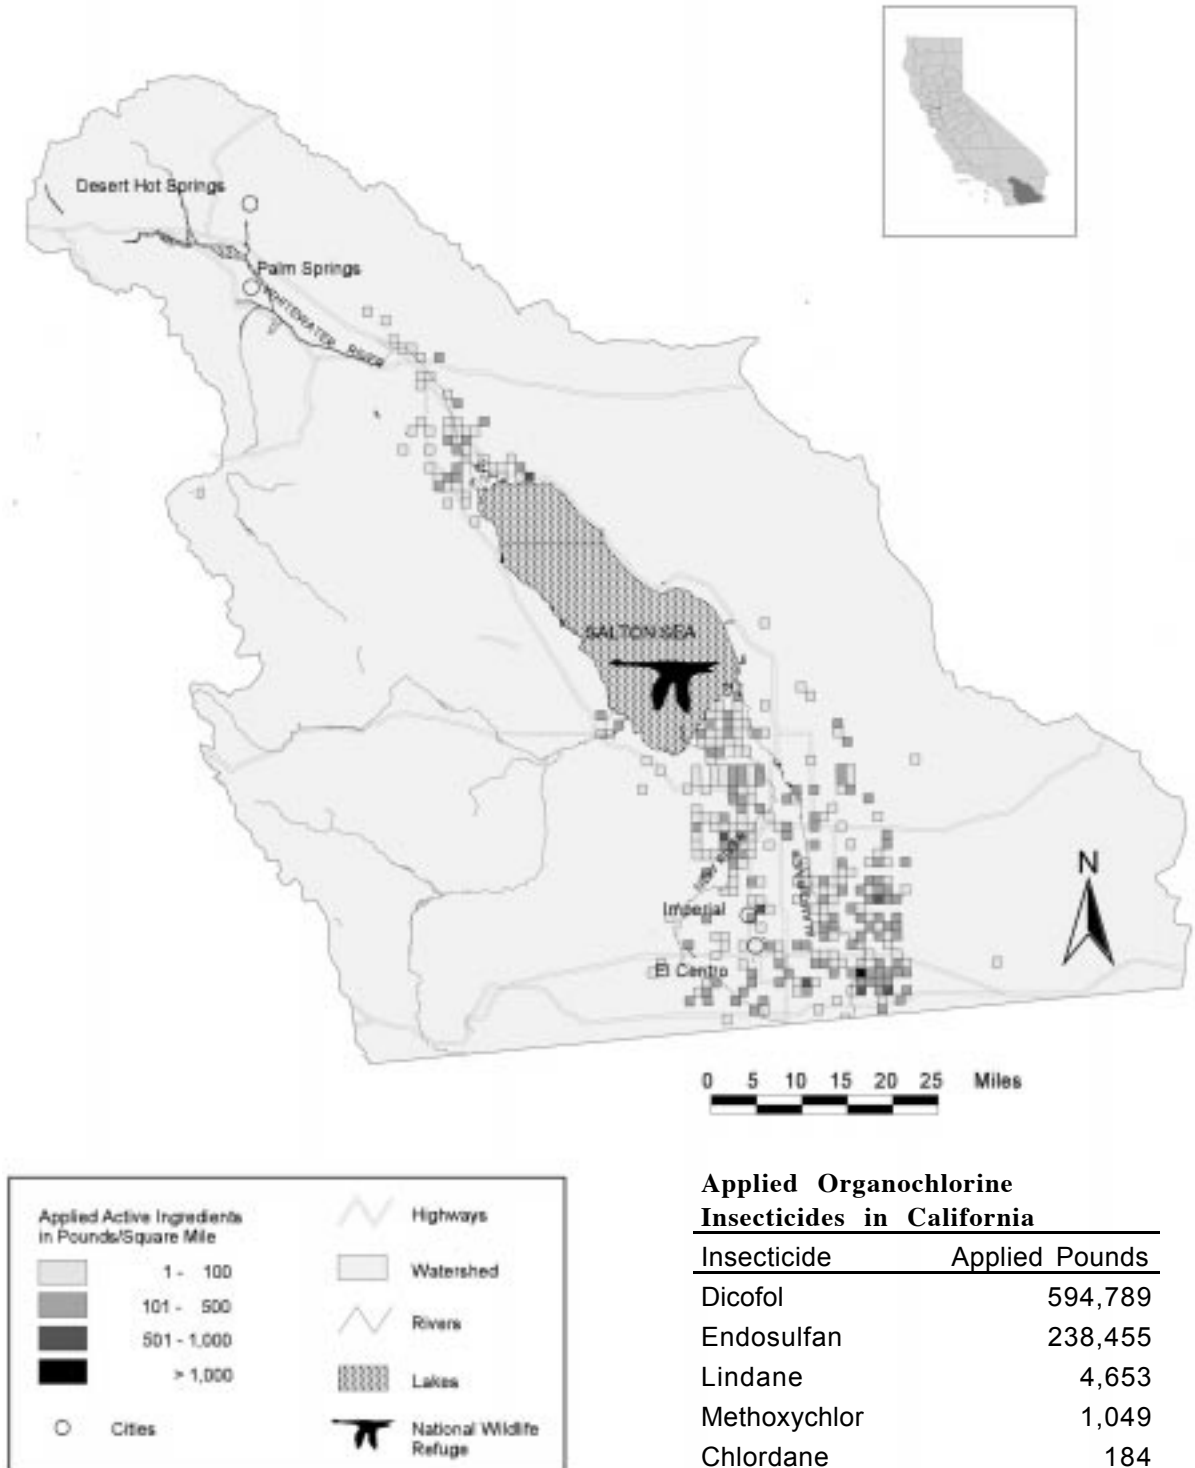 Desert Hot Springs
Palm Springs
WHITEWATER RIVER
SALTON SEA
Imperial
El Centro
N
0 5 10 15 20 25 Miles
Applied Active Ingredients
in Pounds/Square Mile
1 - 100
101 - 500
501 - 1,000
> 1,000
Cities
Highways
Watershed
Rivers
Lakes
National Wildlife
Refuge
Applied Organochlorine
Insecticides in California
Insecticide Applied Pounds
Dicofol 594,789
Endosulfan 238,455
Lindane 4,653
Methoxychlor 1,049
Chlordane 184